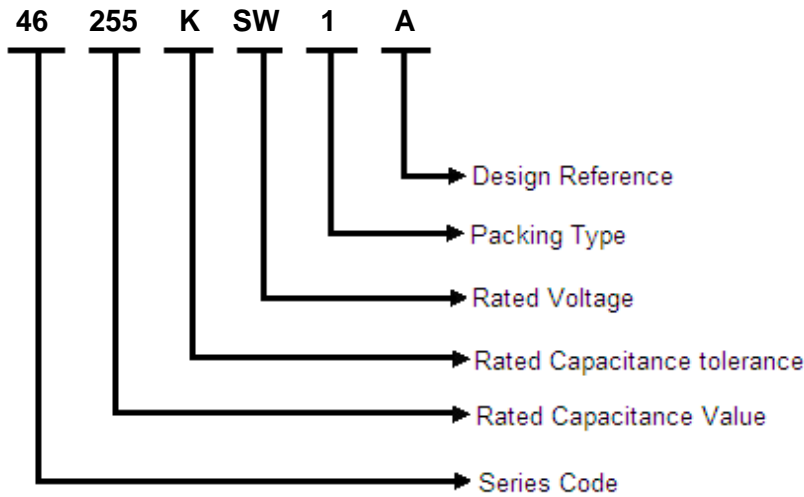 46 255 K SW 1 A
Design Reference
Packing Type
Rated Voltage
Rated Capacitance tolerance
Rated Capacitance Value
Series Code